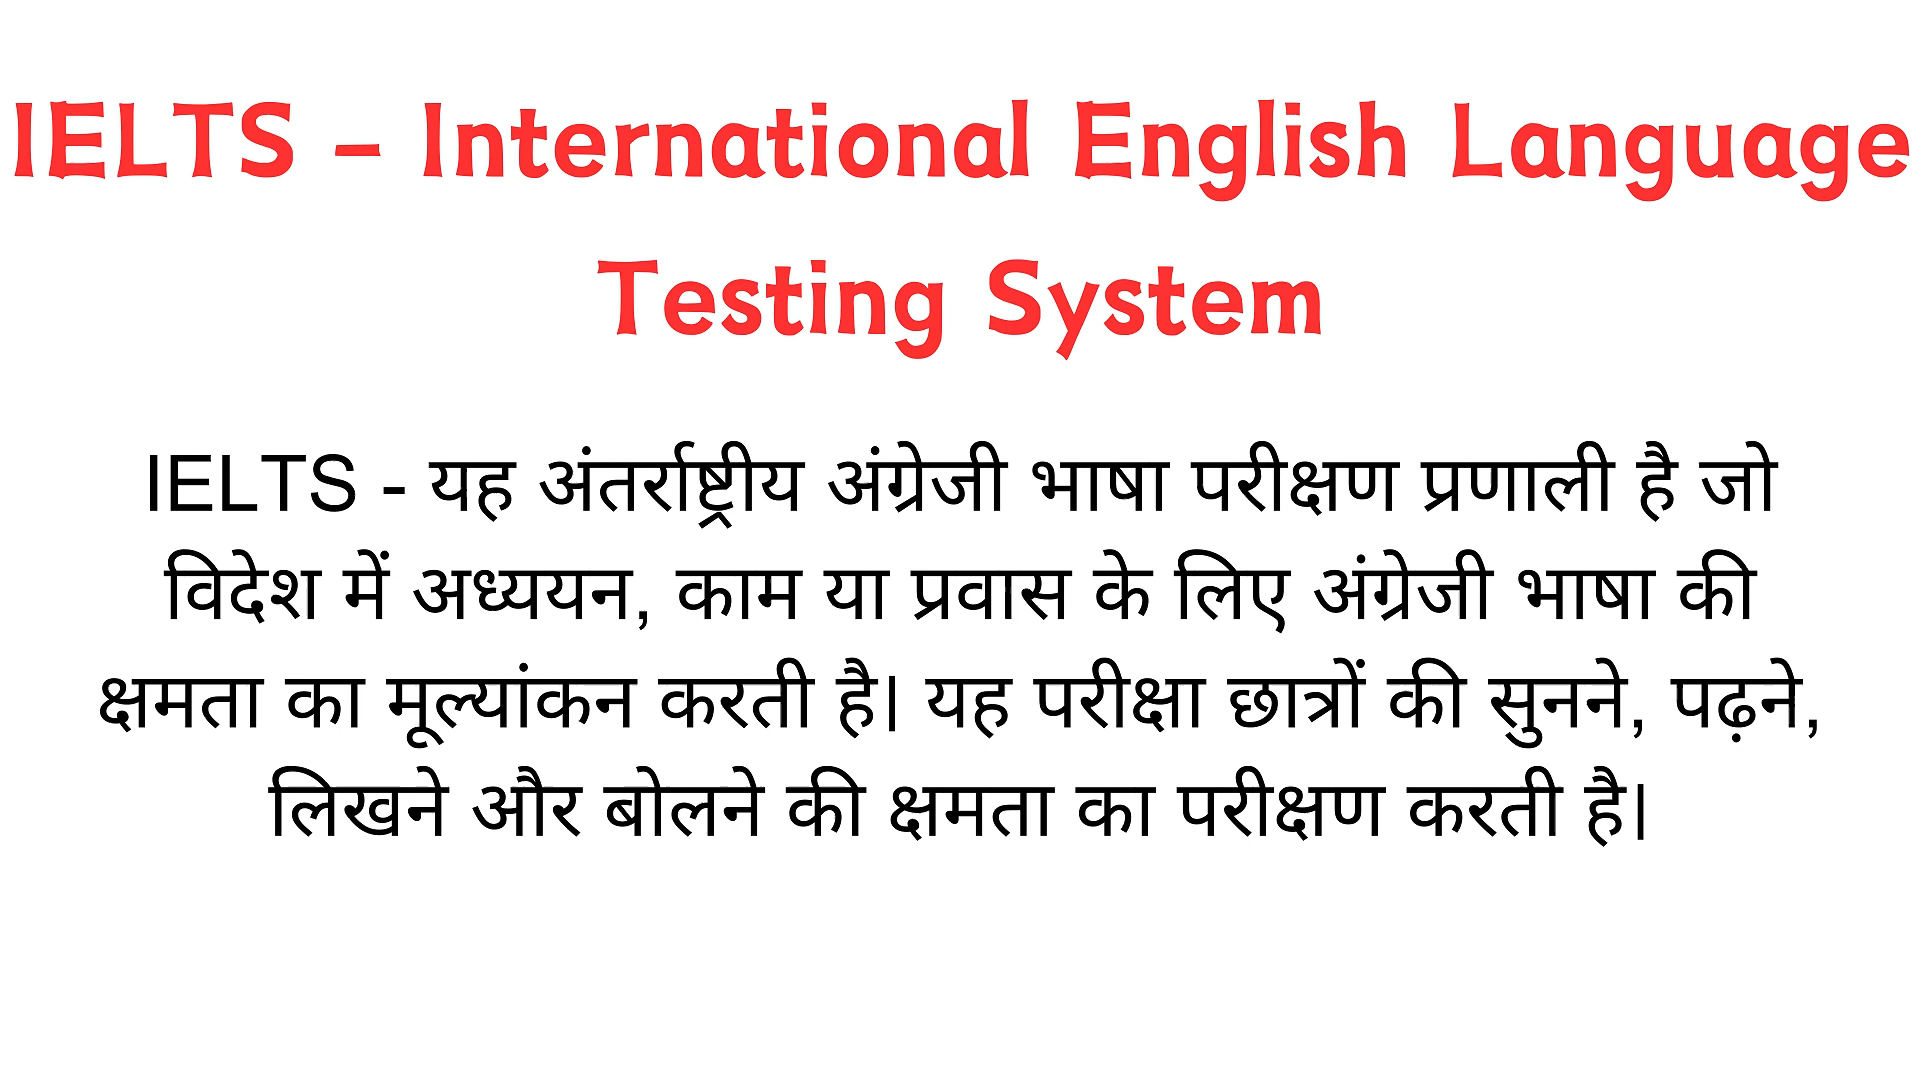 IELTS – International English Language
Testing System
IELTS - यह अंतर्राष्ट्रीय अंग्रेजी भाषा परीक्षण प्रणाली है जो
विदेश में अध्ययन, काम या प्रवास के लिए अंग्रेजी भाषा की
क्षमता का मूल्यांकन करती है। यह परीक्षा छात्रों की सुनने, पढ़ने,
लिखने और बोलने की क्षमता का परीक्षण करती है।